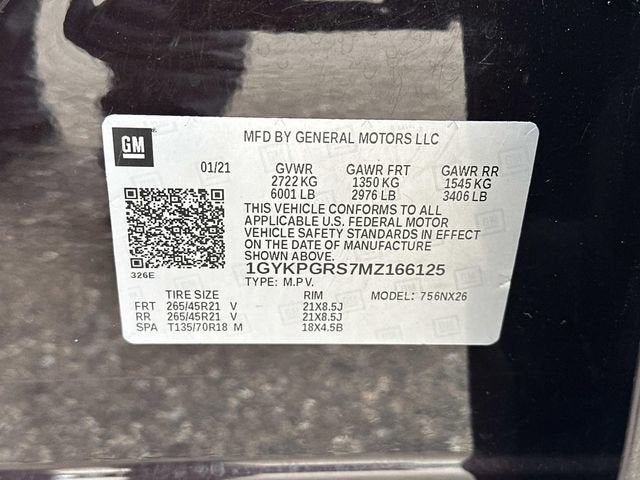 GM
MFD BY GENERAL MOTORS LLC
01/21 GVWR GAWR FRT GAWR RR
2722 KG 1350 KG 1545 KG
6001 LB 2976 LB 3406 LB
THIS VEHICLE CONFORMS TO ALL
APPLICABLE U.S. FEDERAL MOTOR
VEHICLE SAFETY STANDARDS IN EFFECT
ON THE DATE OF MANUFACTURE
SHOWN ABOVE.
326E
1GYKPGRS7MZ166125
TYPE: M.P.V.
TIRE SIZE RIM MODEL: 756NX26
FRT 265/45R21 V 21X8.5J
RR 265/45R21 V 21X8.5J
SPA T135/70R18 M 18X4.5B